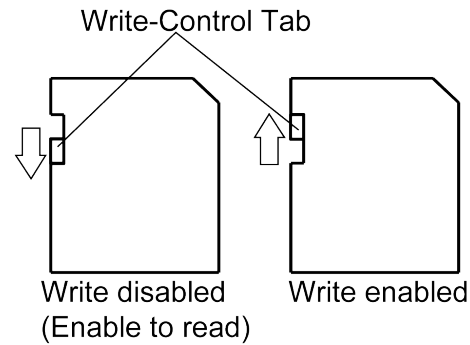 Write-Control Tab
Write disabled
(Enable to read)
Write enabled